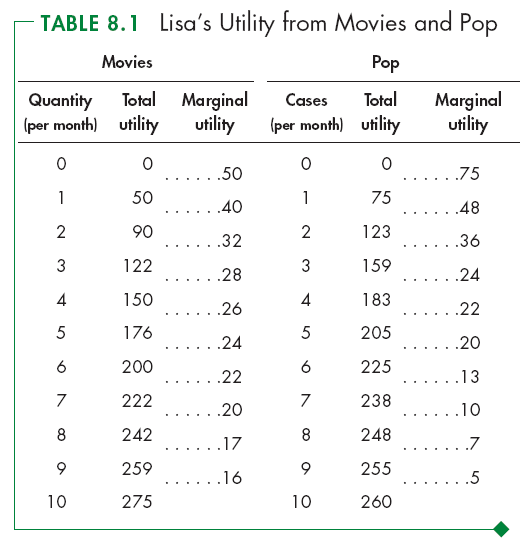 TABLE 8.1 Lisa's Utility from Movies and Pop
Movies Pop
Quantity Total Marginal Cases Total Marginal
(per month) utility utility (per month) utility utility
0 0 0 0
. . . . . .50 . . . . . .75
1 50 1 75
. . . . . .40 . . . . . .48
2 90 2 123
. . . . . .32 . . . . . .36
3 122 3 159
. . . . . .28 . . . . . .24
4 150 4 183
. . . . . .26 . . . . . .22
5 176 5 205
. . . . . .24 . . . . . .20
6 200 6 225
. . . . . .22 . . . . . .13
7 222 7 238
. . . . . .20 . . . . . .10
8 242 8 248
. . . . . .17 . . . . . . .7
9 259 9 255
. . . . . .16 . . . . . . .5
10 275 10 260